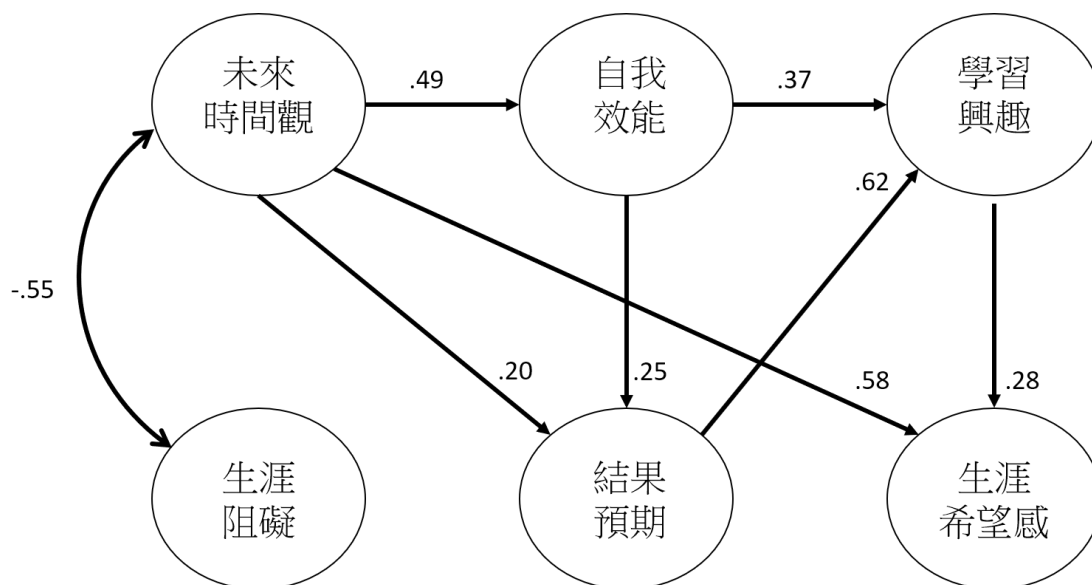 未來
時間觀
.49
自我
效能
.37
學習
興趣
.62
-.55
.20
.25
.58
.28
生涯
阻礙
結果
預期
生涯
希望感